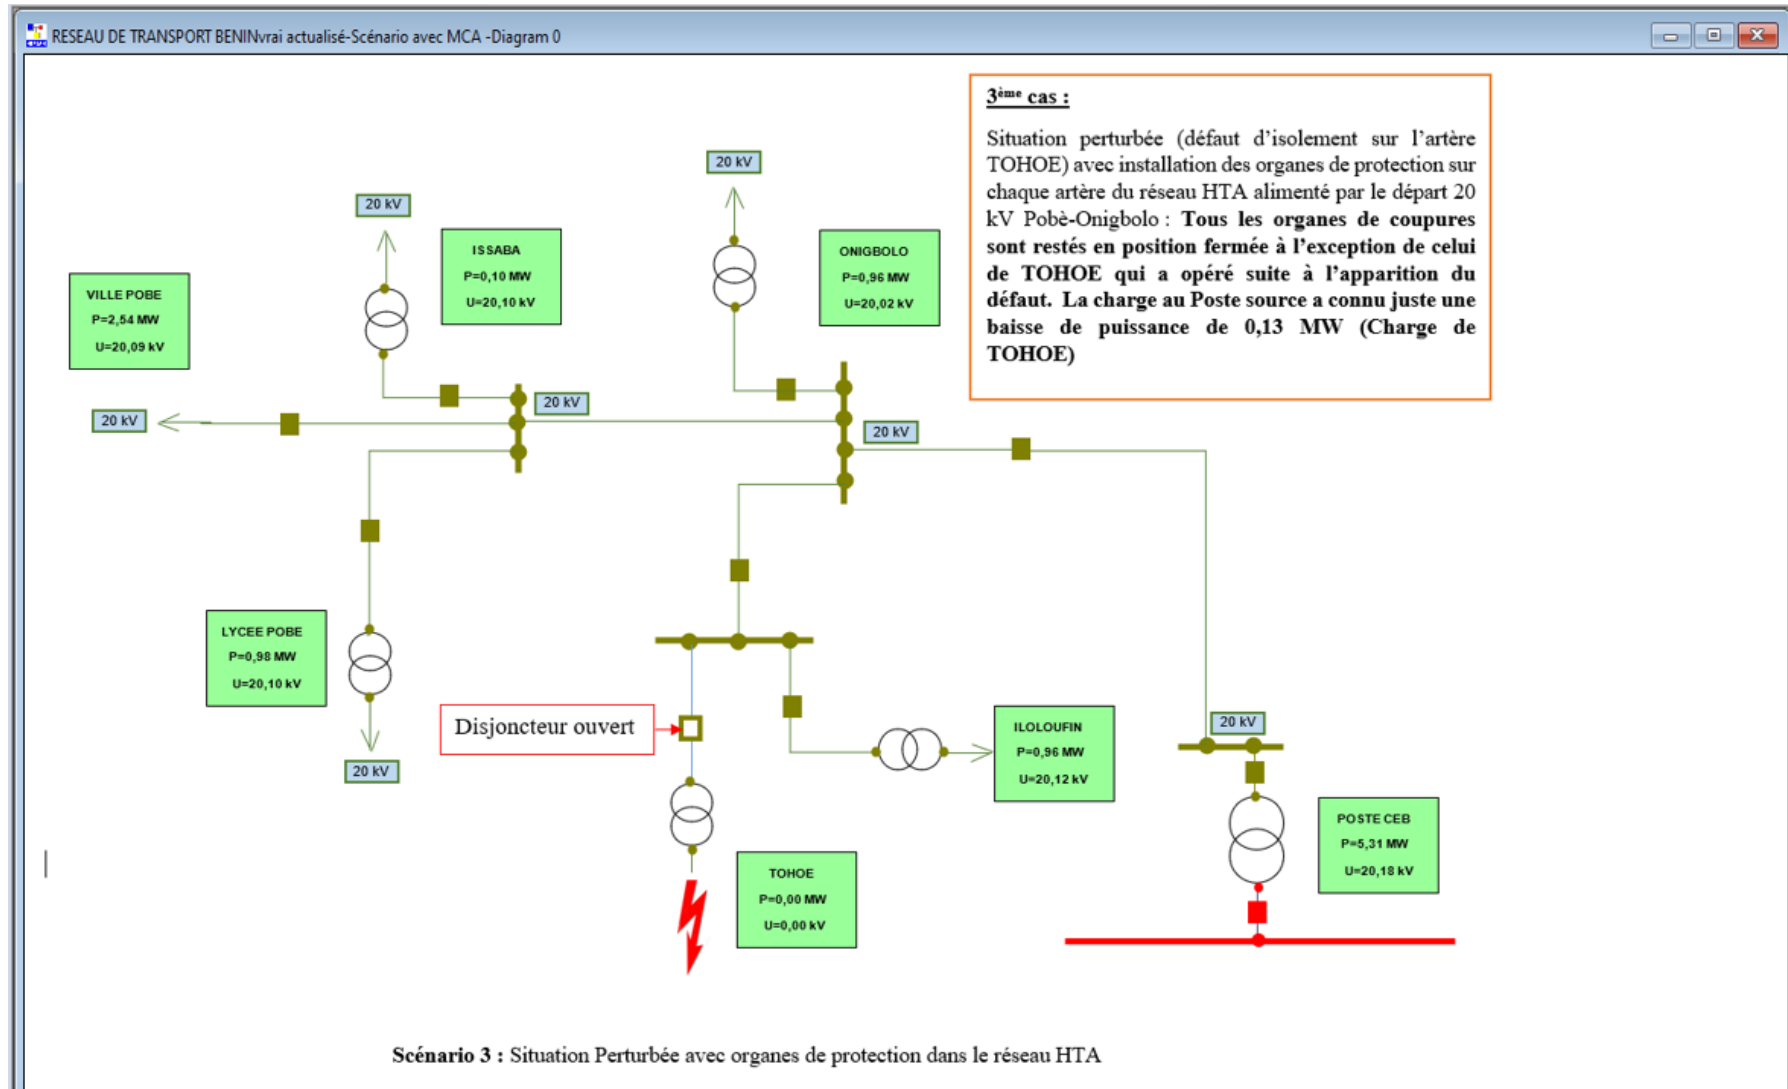 RESEAU DE TRANSPORT BENINvrai actualisé-Scénario avec MCA -Diagram 0
3ème cas :
Situation perturbée (défaut d'isolement sur l'artère
TOHOE) avec installation des organes de protection sur
chaque artère du réseau HTA alimenté par le départ 20
kV Pobè-Onigbolo : Tous les organes de coupures
sont restés en position fermée à l'exception de celui
de TOHOE qui a opéré suite à l'apparition du
défaut. La charge au Poste source a connu juste une
baisse de puissance de 0,13 MW (Charge de
TOHOE)
20 kV
20 kV
ISSABA
P=0,10 MW
U=20,10 kV
ONIGBOLO
P=0,96 MW
U=20,02 kV
VILLE POBE
P=2,54 MW
U=20,09 kV
20 kV
20 kV
20 kV
LYCEE POBE
P=0,98 MW
U=20,10 kV
20 kV
Disjoncteur ouvert
ILOLOUFIN
P=0,96 MW
U=20,12 kV
20 kV
POSTE CEB
P=5,31 MW
U=20,18 kV
TOHOE
P=0,00 MW
U=0,00 kV
Scénario 3 : Situation Perturbée avec organes de protection dans le réseau HTA